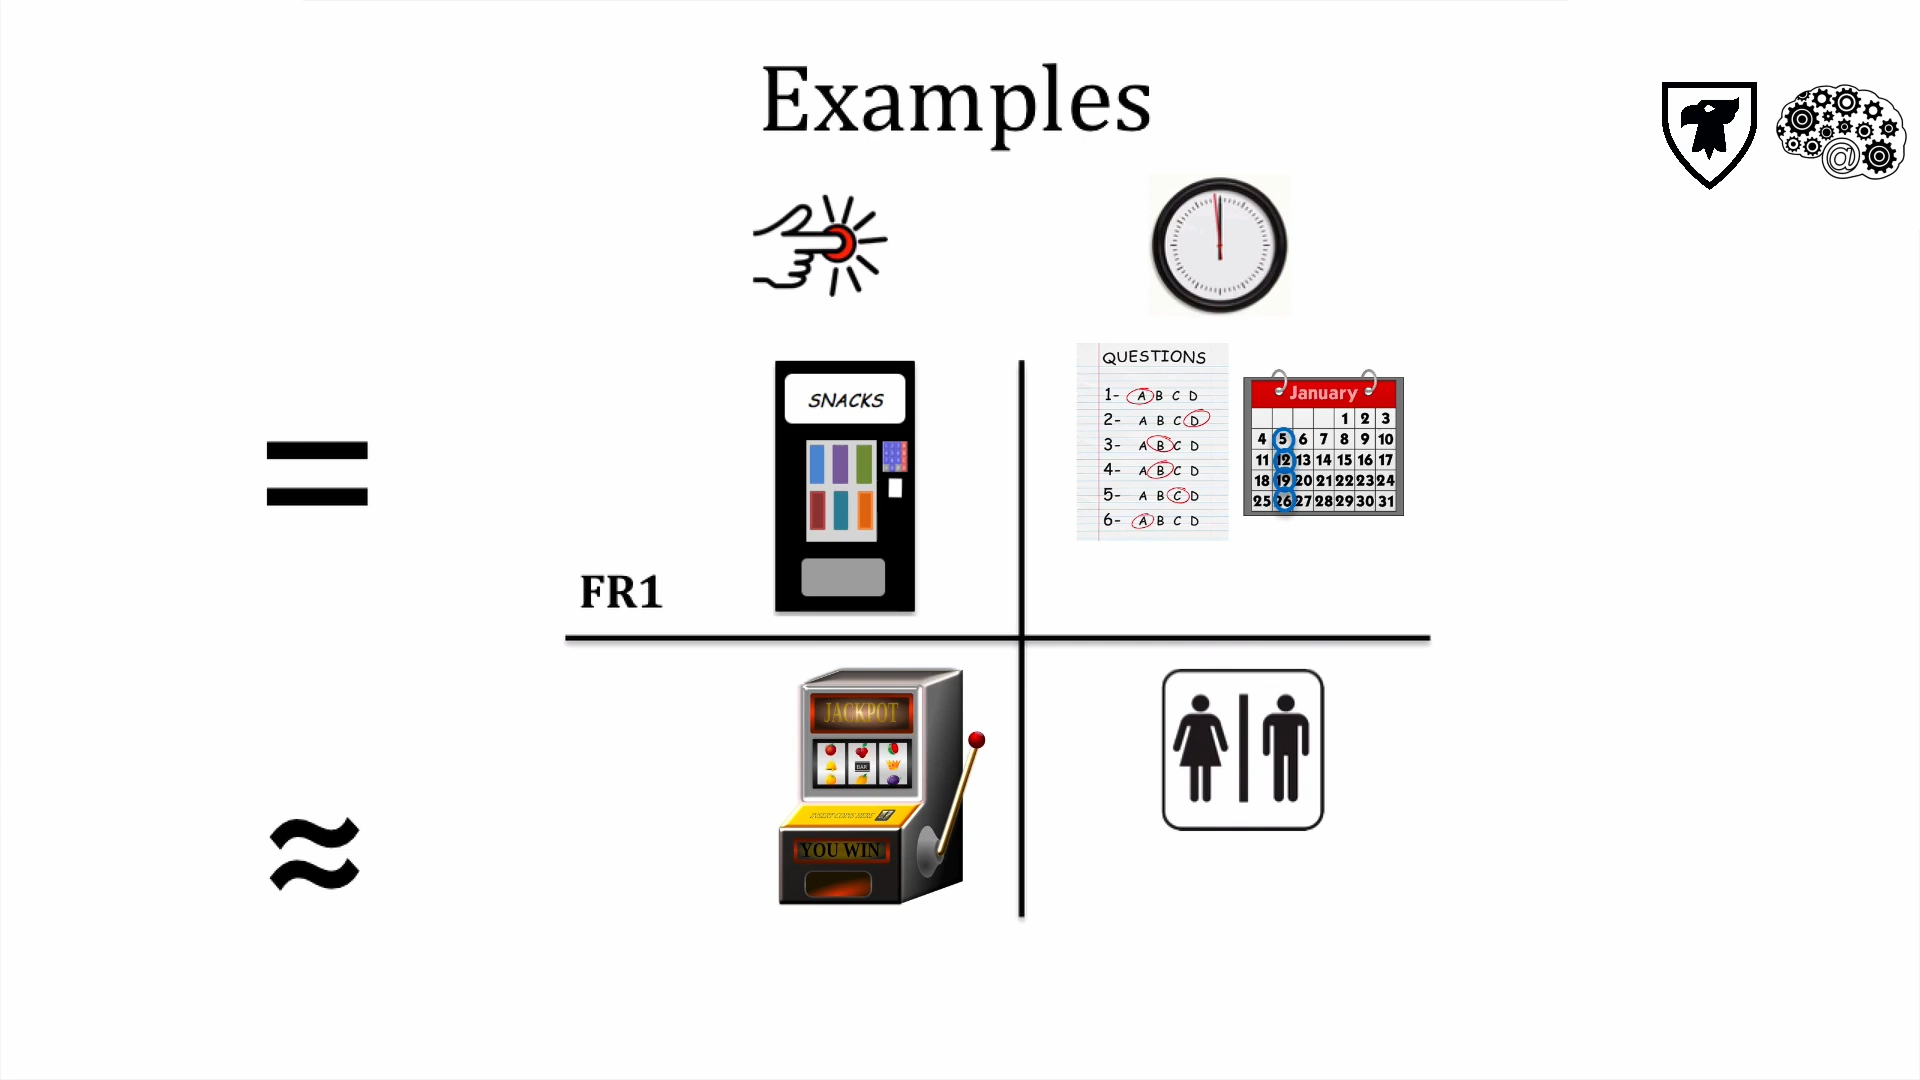 Examples
QUESTIONS
1- A B C D
2- A B C D
3- A B C D
4- A B C D
5- A B C D
6- A B C D
January
1 2 3
4 5 6 7 8 9 10
11 12 13 14 15 16 17
18 19 20 21 22 23 24
25 26 27 28 29 30 31
SNACKS
FR1
JACKPOT
BAR
YOU WIN
@